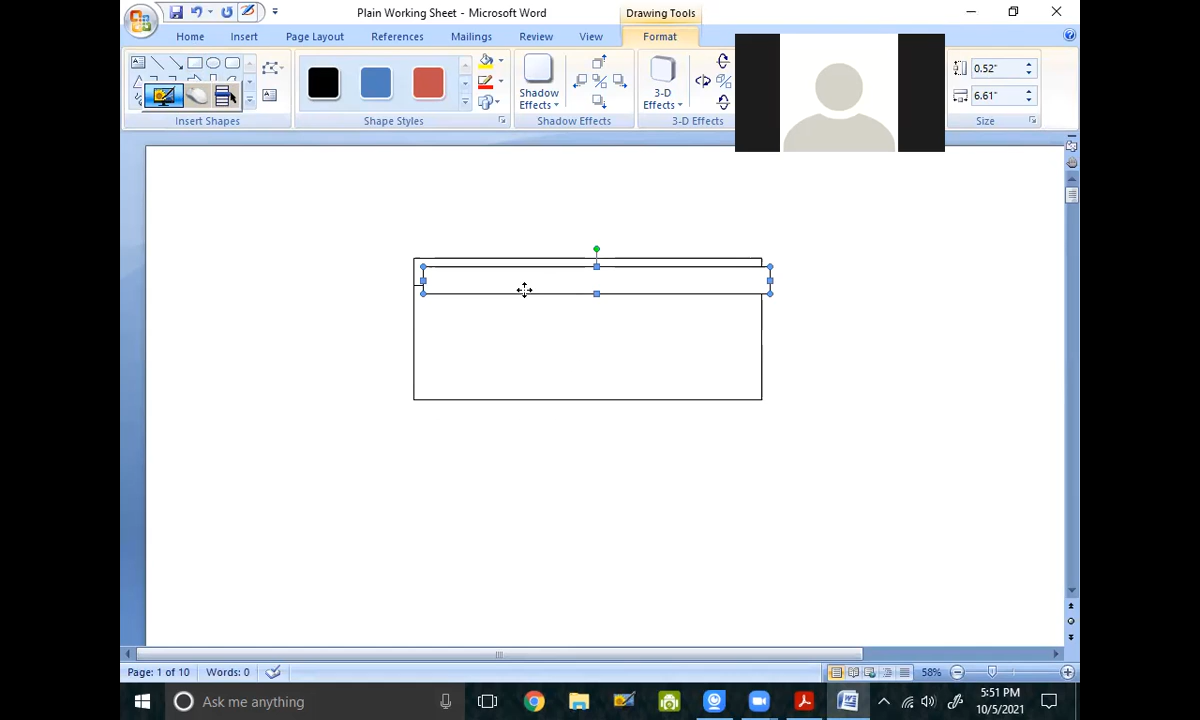 Plain Working Sheet - Microsoft Word
Drawing Tools
Home Insert Page Layout References Mailings Review View Format
Shadow Effects
3-D Effects
0.52"
6.61"
Insert Shapes
Shape Styles
Shadow Effects
3-D Effects
Size
Page: 1 of 10 Words: 0
58%
Ask me anything
5:51 PM
10/5/2021